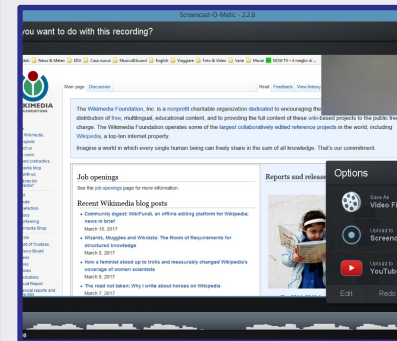 Screencast-O-Matic - 2.2.8
you want to do with this recording?
News & Meteo EDU Casa nuova Musica&Sound English Viaggiare Foto & Video Varie Movie NOW TV - il meglio di ...
WIKIMEDIA
Main page Discussion Read Feedback View history
The Wikimedia Foundation, Inc. is a nonprofit charitable organization dedicated to encouraging the
distribution of free, multilingual, educational content, and to providing the full content of these wiki-based projects to the public free
charge. The Wikimedia Foundation operates some of the largest collaboratively edited reference projects in the world, including
Wikipedia, a top-ten internet property.
Imagine a world in which every single human being can freely share in the sum of all knowledge. That's our commitment.
Job openings
See the job openings page for more information.
Recent Wikimedia blog posts
Community digest: WikiFundi, an offline editing platform for Wikipedia;
news in brief
March 10, 2017
Wizards, Muggles and Wikidata: The Room of Requirements for
structured knowledge
March 9, 2017
How a feminist stood up to trolls and measurably changed Wikipedia's
coverage of women scientists
March 8, 2017
The road not taken: Why I write about horses on Wikipedia
March 7, 2017
Reports and release
Options
Save As
Video Fi
Upload to
Screenc
Upload to
YouTube
Edit Redo